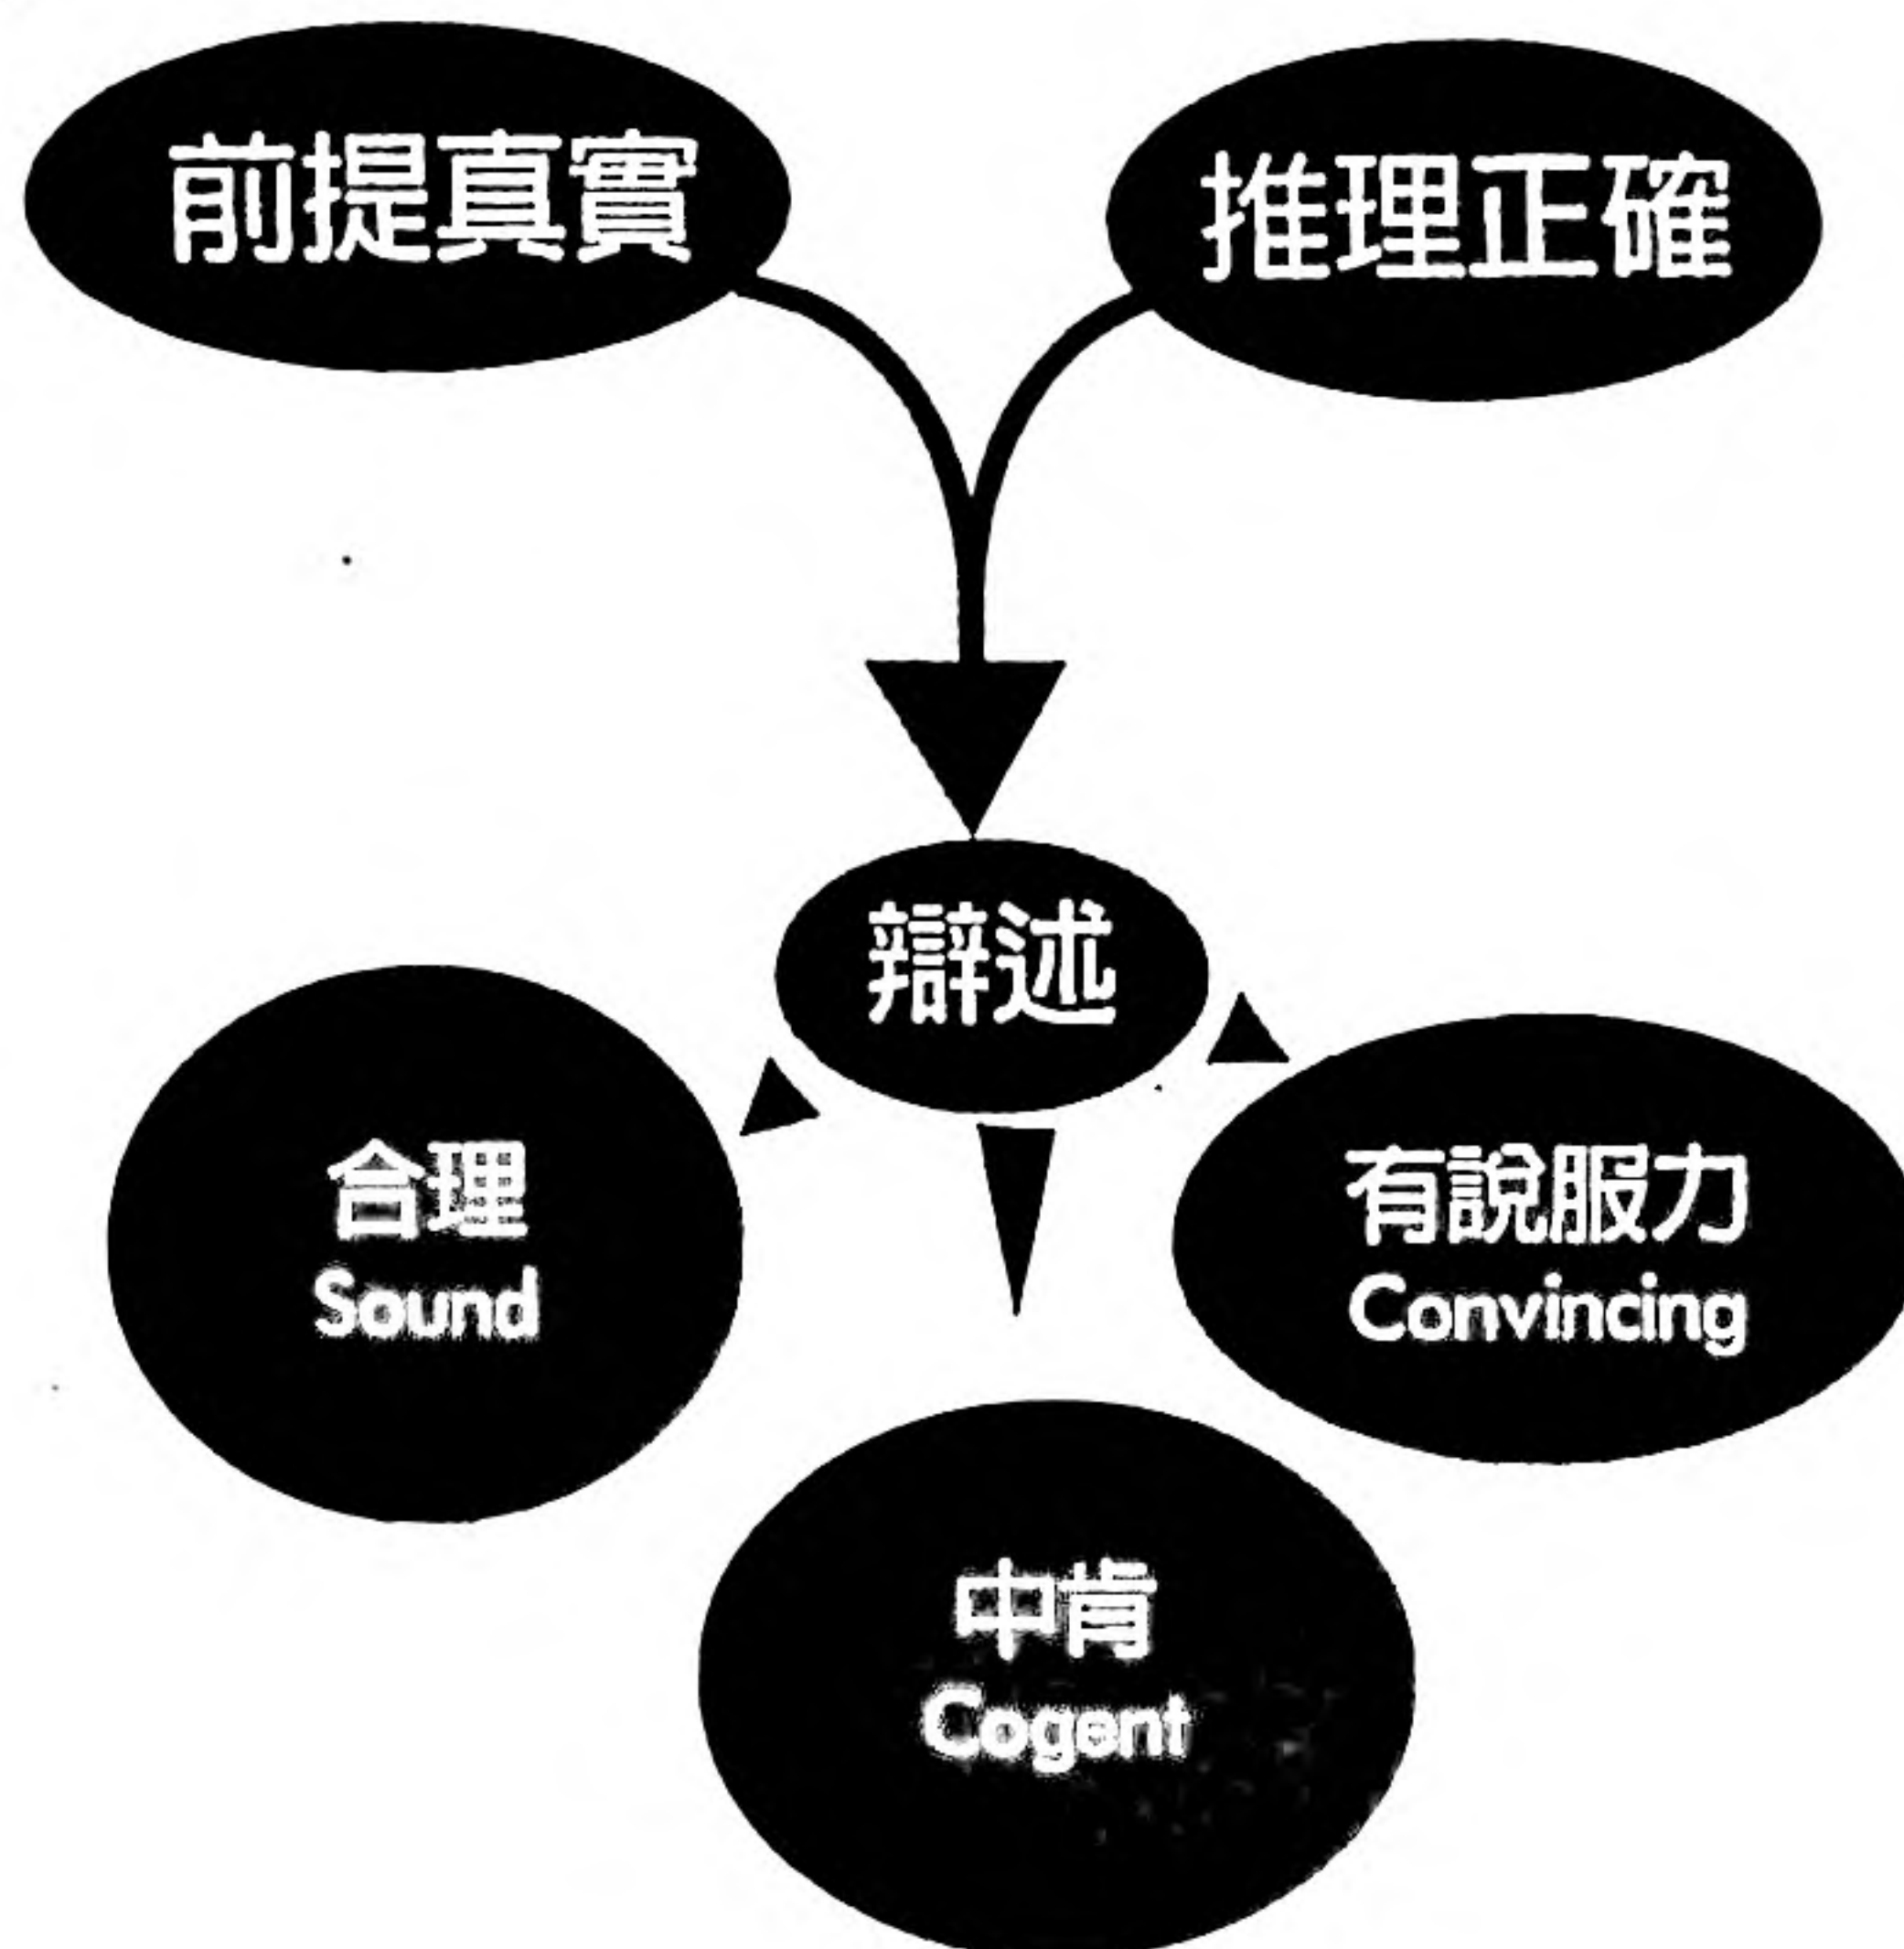 前提真實
推理正確
辯述
合理
Sound
有說服力
Convincing
中肯
Cogent